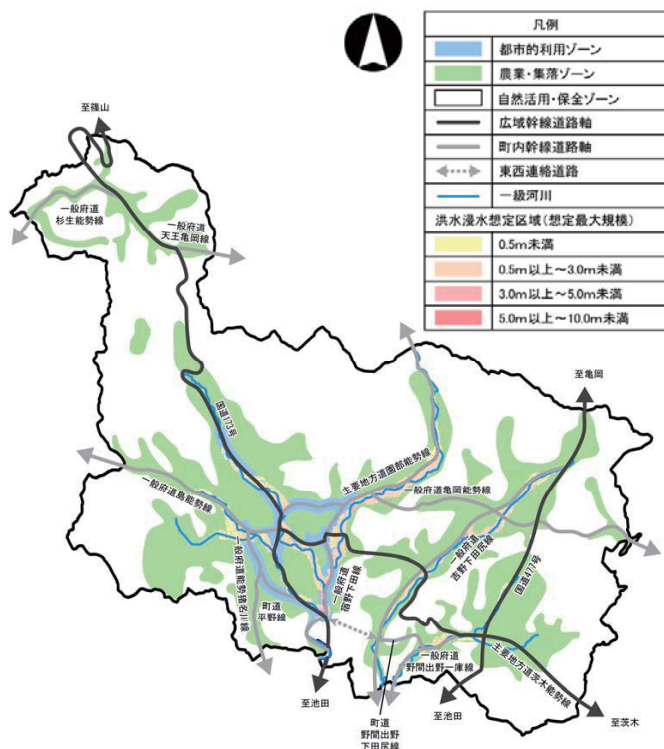 凡例
都市的利用ゾーン
農業・集落ゾーン
自然活用・保全ゾーン
広域幹線道路軸
町内幹線道路軸
東西連絡道路
一級河川
洪水浸水想定区域(想定最大規模)
0.5m未満
0.5m以上～3.0m未満
3.0m以上～5.0m未満
5.0m以上～10.0m未満
至篠山
一般府道
杉生能勢線
一般府道
天王亀岡線
国道173号
至亀岡
主要地方道園部能勢線
一般府道亀岡能勢線
一般府道島能勢線
一般府道能勢猪名川線
町道
平野線
一般府道
宿野下田線
一般府道
吉野下田尻線
国道477号
一般府道
野間出野一庫線
主要地方道茨木能勢線
至池田
町道
野間出野
下田尻線
至池田
至茨木